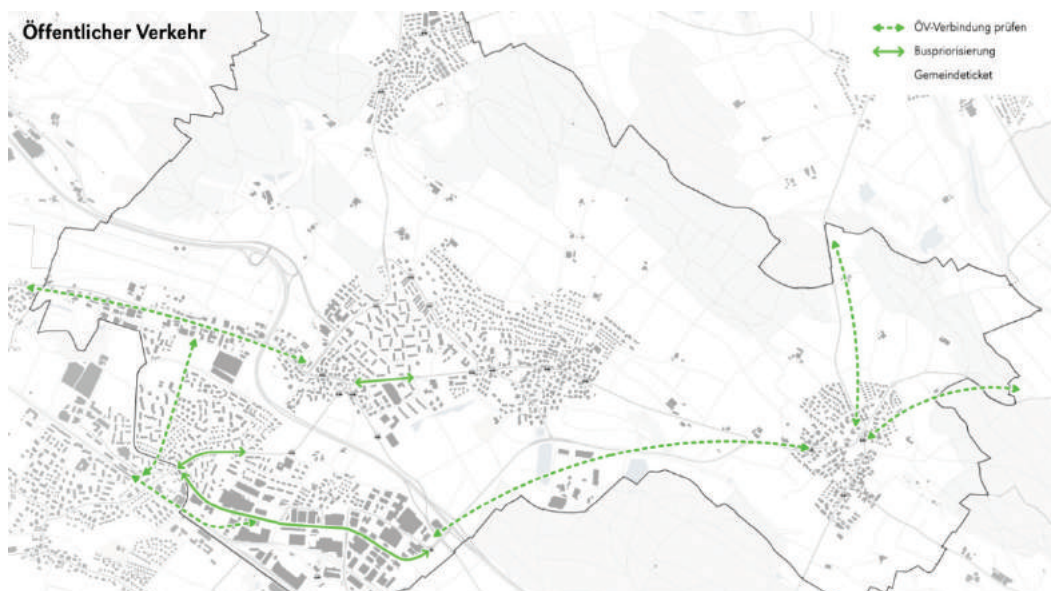 Öffentlicher Verkehr
ÖV-Verbindung prüfen
Buspriorisierung
Gemeindeticket